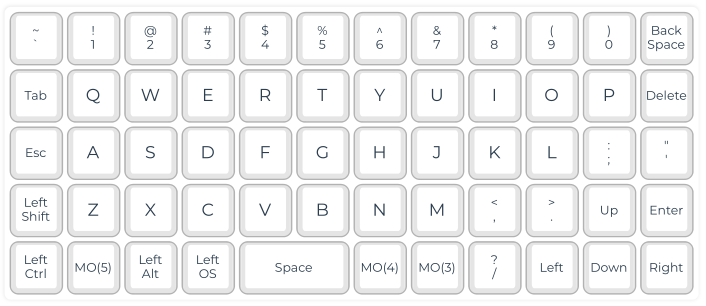 ~ ! @ # $ % ^ & * ( ) Back
` 1 2 3 4 5 6 7 8 9 0 Space
Tab Q W E R T Y U I O P Delete
Esc A S D F G H J K L : "
; '
Left Shift Z X C V B N M < > Up Enter
, .
Left Ctrl MO(5) Left Alt Left OS Space MO(4) MO(3) ? Left Down Right
/